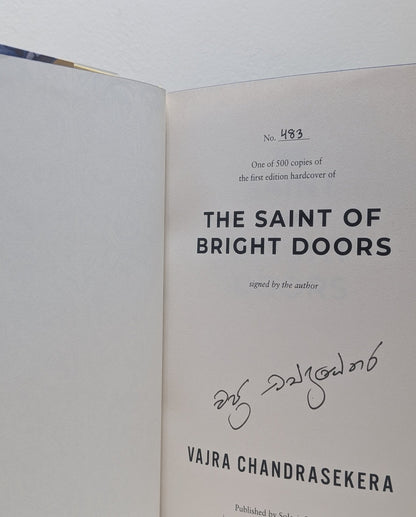 No. 483
One of 500 copies of
the first edition hardcover of
THE SAINT OF
BRIGHT DOORS
signed by the author
VAJRA CHANDRASEKERA
Published by